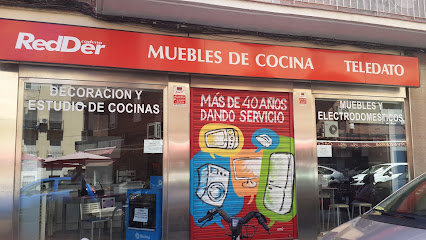 RedDer
MUEBLES DE COCINA
TELEDATO
DECORACION Y
ESTUDIO DE COCINAS
MÁS DE 40 AÑOS
DANDO SERVICIO
MUEBLES Y
ELECTRODOMESTICOS